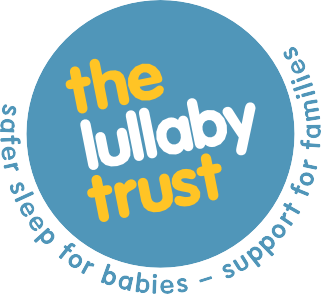 the
lullaby
trust
safer sleep for babies – support for families